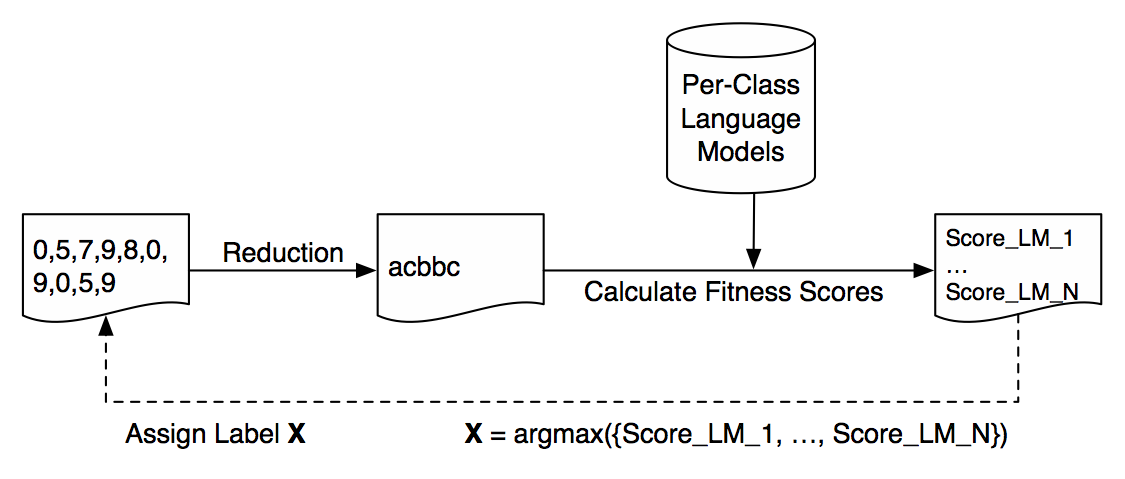 Per-Class
Language
Models
0,5,7,9,8,0,
9,0,5,9
Reduction
acbbc
Calculate Fitness Scores
Score_LM_1
...
Score_LM_N
Assign Label X
X = argmax({Score_LM_1, ..., Score_LM_N})